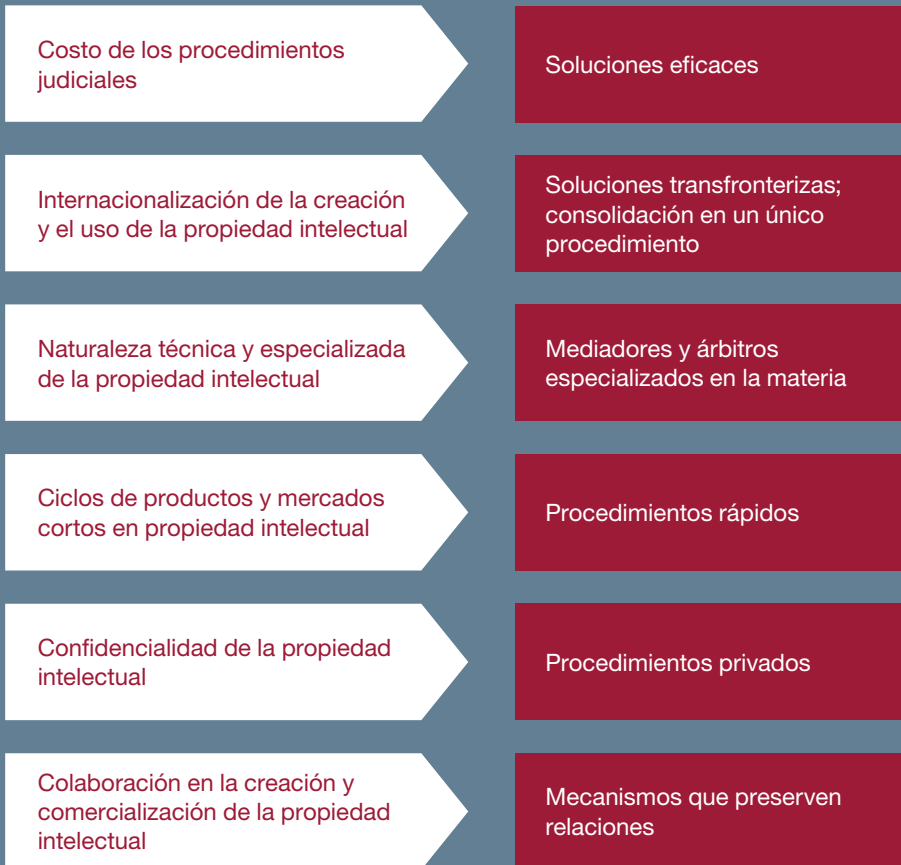 Costo de los procedimientos
judiciales
Soluciones eficaces
Internacionalización de la creación
y el uso de la propiedad intelectual
Soluciones transfronterizas;
consolidación en un único
procedimiento
Naturaleza técnica y especializada
de la propiedad intelectual
Mediadores y árbitros
especializados en la materia
Ciclos de productos y mercados
cortos en propiedad intelectual
Procedimientos rápidos
Confidencialidad de la propiedad
intelectual
Procedimientos privados
Colaboración en la creación y
comercialización de la propiedad
intelectual
Mecanismos que preserven
relaciones